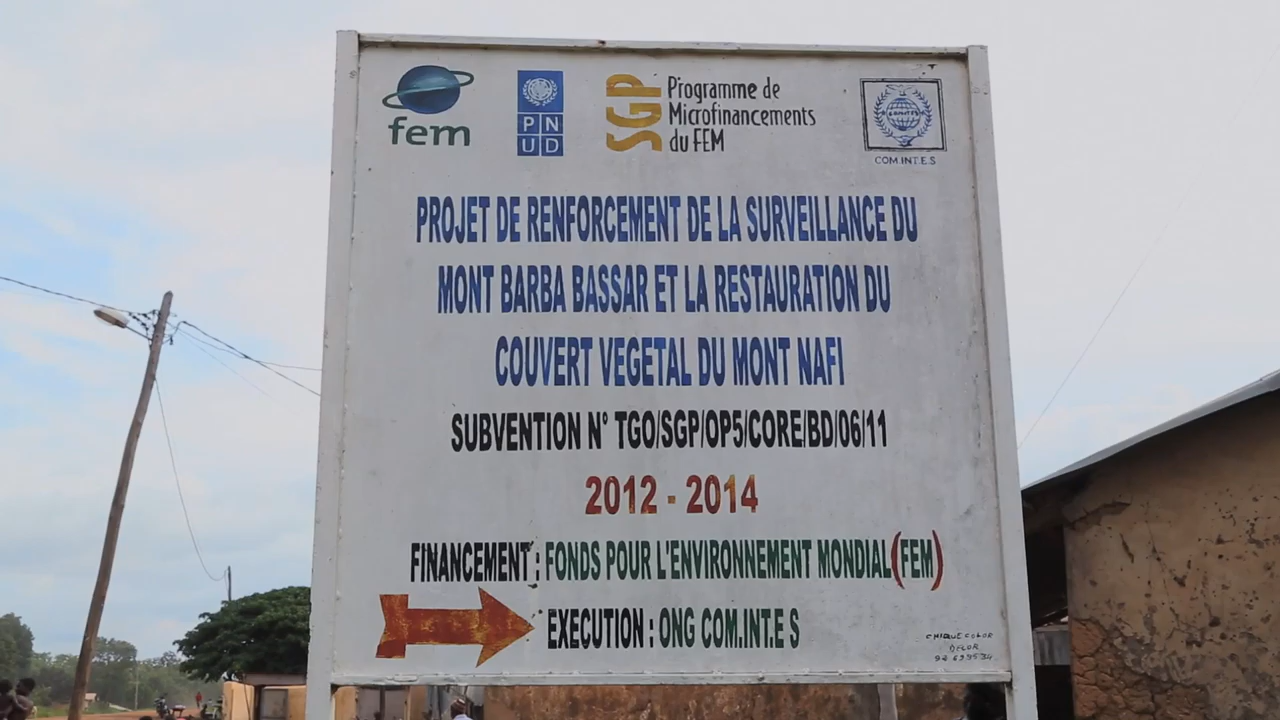 fem
PN
UD
SGP
Programme de
Microfinancements
du FEM
COM.INT.E.S
PROJET DE RENFORCEMENT DE LA SURVEILLANCE DU
MONT BARBA BASSAR ET LA RESTAURATION DU
COUVERT VEGETAL DU MONT NAFI
SUBVENTION N° TGO/SGP/OP5/CORE/BD/06/11
2012 - 2014
FINANCEMENT : FONDS POUR L'ENVIRONNEMENT MONDIAL(FEM)
EXECUTION : ONG COM.INT.E S